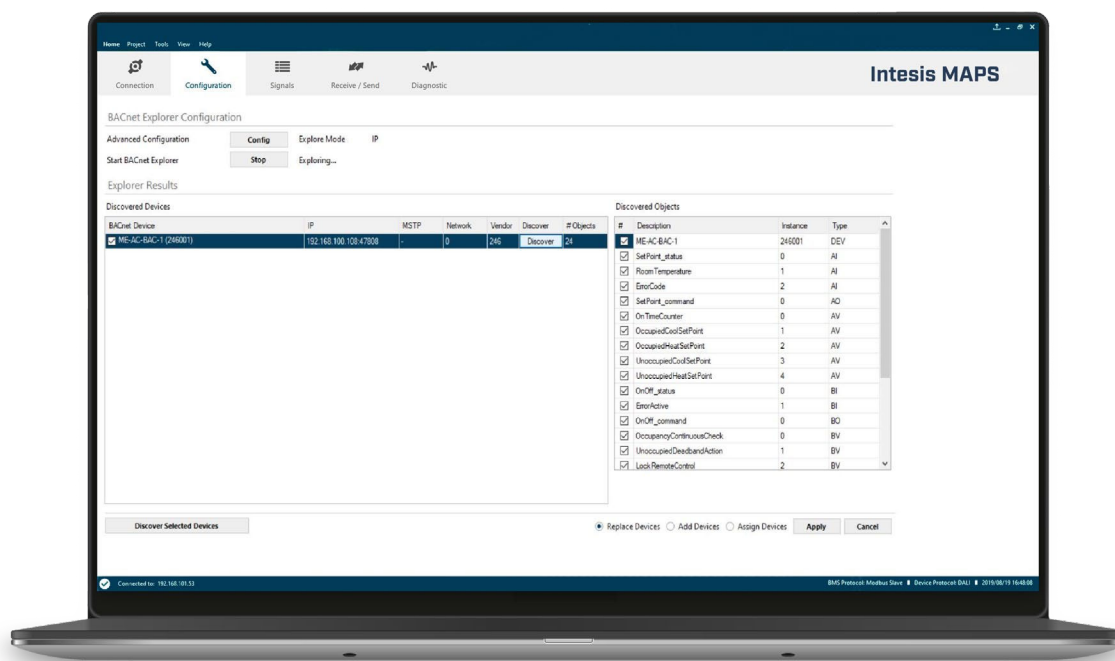 Home Project Tools View Help
Connection Configuration Signals Receive / Send Diagnostic
Intesis MAPS
BACnet Explorer Configuration
Advanced Configuration Config Explore Mode IP
Start BACnet Explorer Stop Exploring...
Explorer Results
Discovered Devices Discovered Objects
BACnet Device IP MSTP Network Vendor Discover # Objects # Description Instance Type
ME-AC-BAC-1 (246001) 192.168.100.108:47808 - 0 246 Discover 24 ME-AC-BAC-1 246001 DEV
SetPoint_status 0 AI
RoomTemperature 1 AI
ErrorCode 2 AI
SetPoint_command 0 AO
OnTimeCounter 0 AV
OccupiedCoolSetPoint 1 AV
OccupiedHeatSetPoint 2 AV
UnoccupiedCoolSetPoint 3 AV
UnoccupiedHeatSetPoint 4 AV
OnOff_status 0 BI
ErrorActive 1 BI
OnOff_command 0 BO
OccupancyContinuousCheck 0 BV
UnoccupiedDeadbandAction 1 BV
LockRemoteControl 2 BV
Discover Selected Devices Replace Devices Add Devices Assign Devices Apply Cancel
Connected to: 192.168.101.53 BMS Protocol: Modbus Slave Device Protocol: DALI 2019/08/19 16:48:08